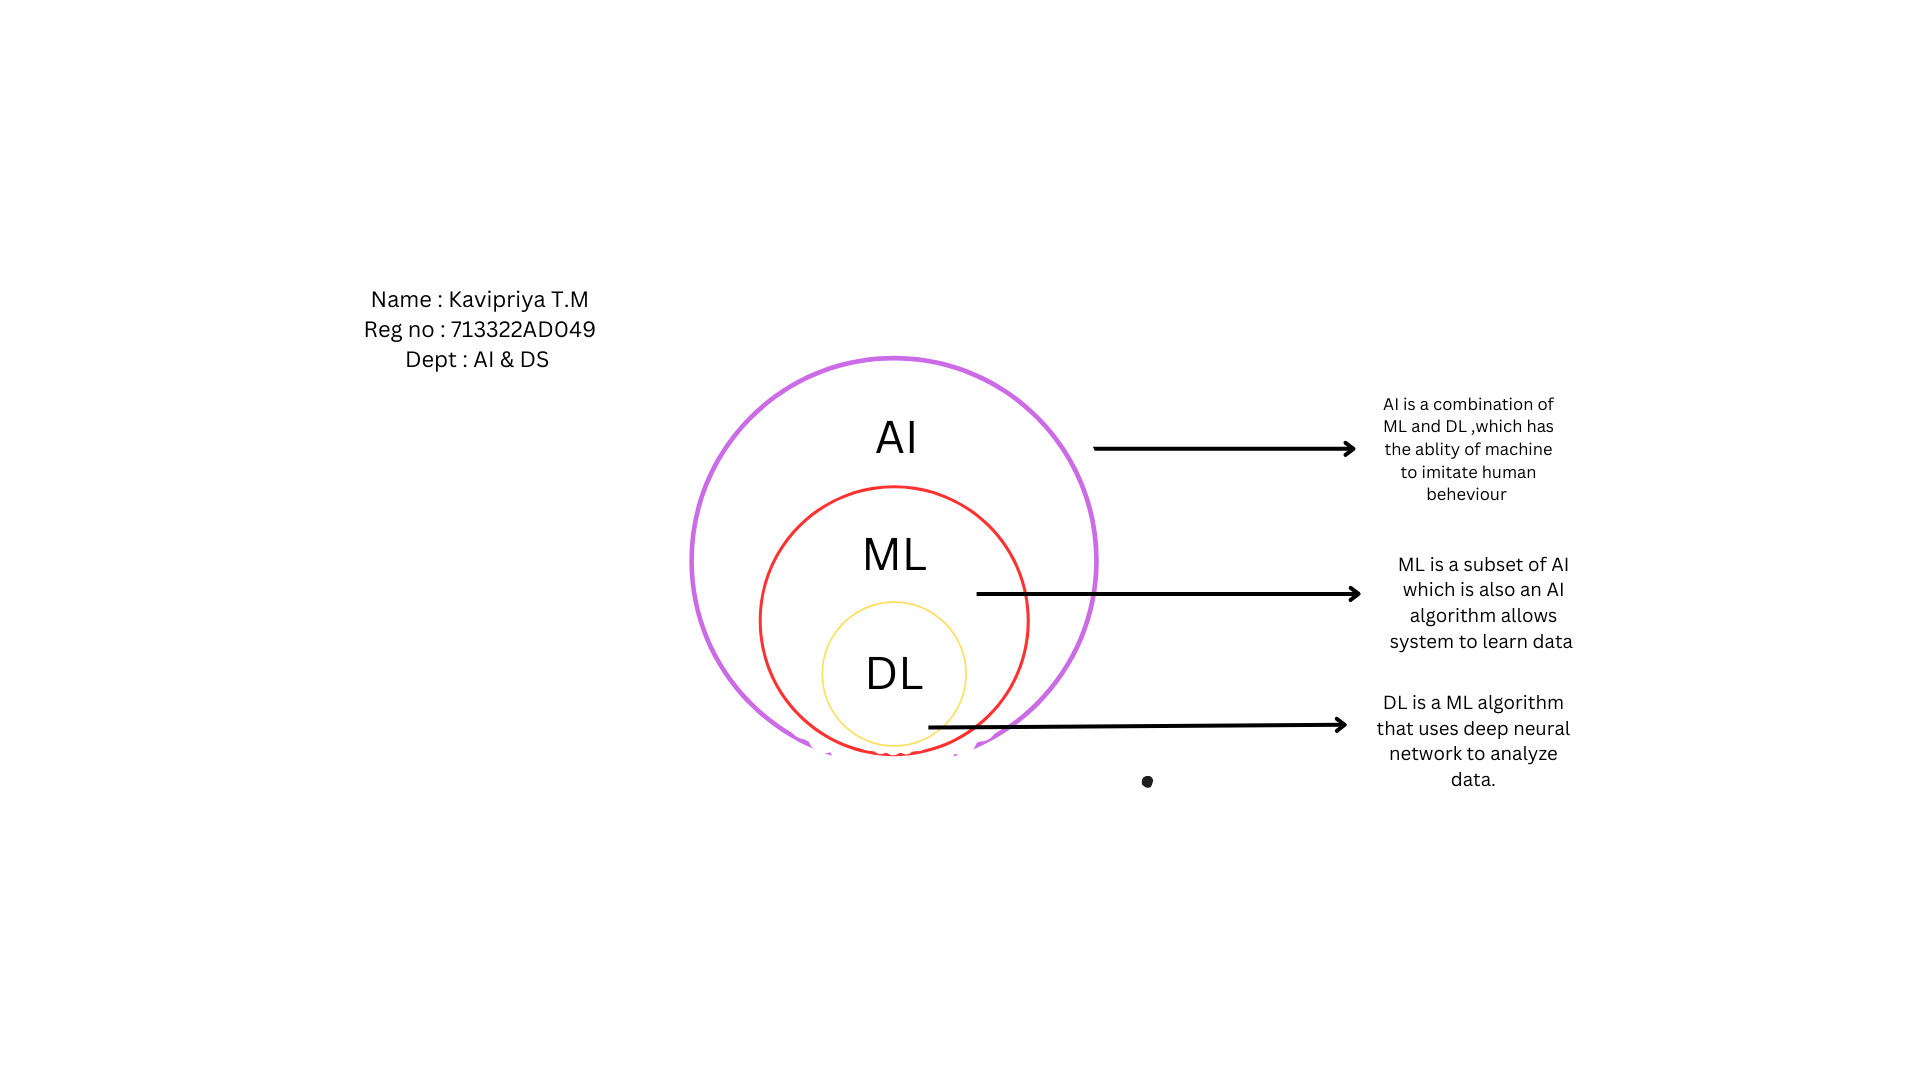 Name : Kavipriya T.M
Reg no : 713322AD049
Dept : AI & DS
AI
ML
DL
AI is a combination of
ML and DL ,which has
the ablity of machine
to imitate human
beheviour
ML is a subset of AI
which is also an AI
algorithm allows
system to learn data
DL is a ML algorithm
that uses deep neural
network to analyze
data.